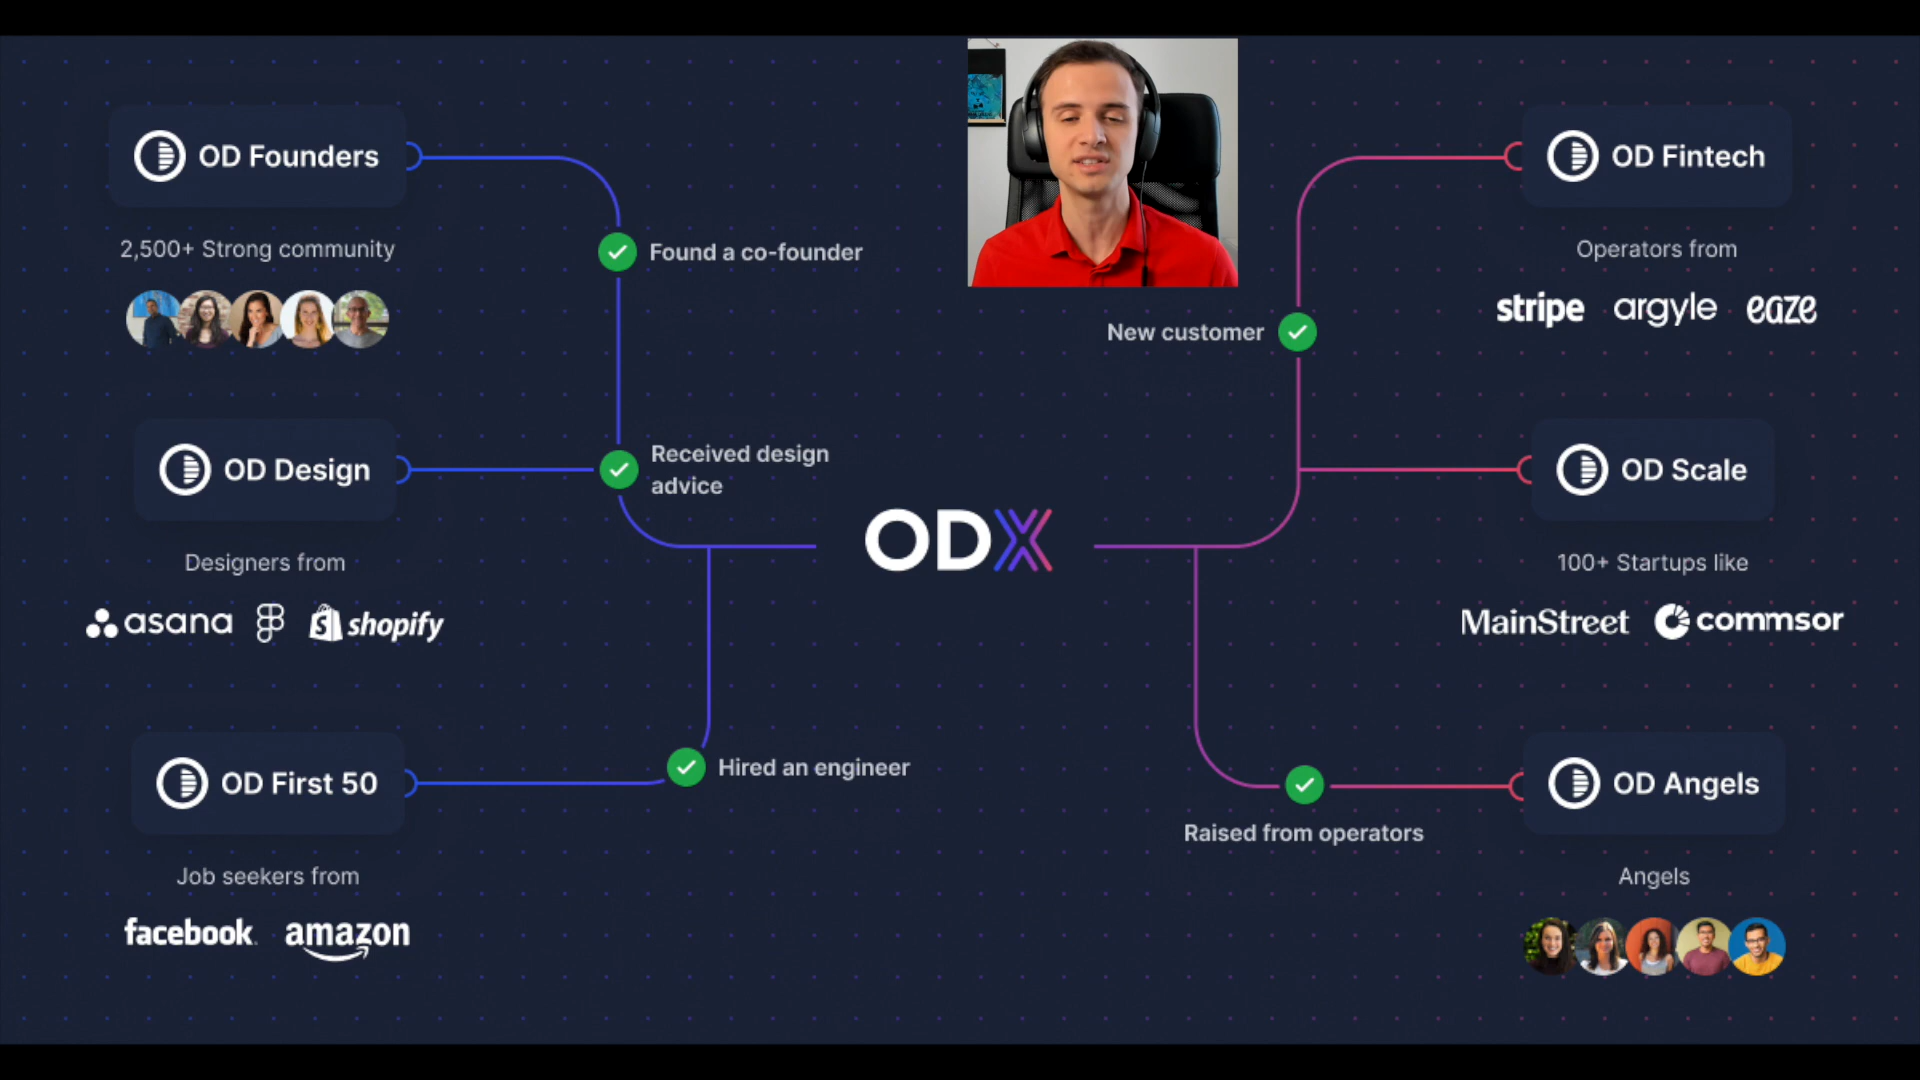 OD Founders
2,500+ Strong community
Found a co-founder
OD Design
Received design
advice
Designers from
asana
shopify
OD First 50
Hired an engineer
Job seekers from
facebook
amazon
ODX
OD Fintech
Operators from
stripe argyle eaze
New customer
OD Scale
100+ Startups like
MainStreet commsor
OD Angels
Raised from operators
Angels